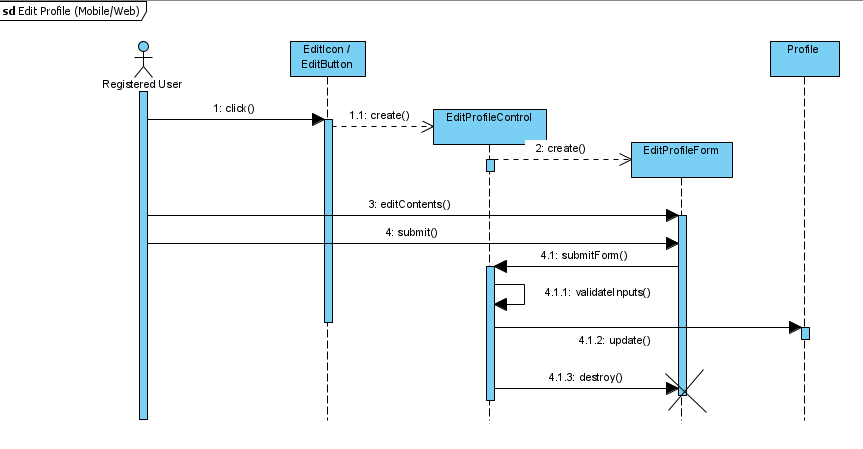 sd Edit Profile (Mobile/Web)
EditIcon /
EditButton
Profile
Registered User
1: click()
1.1: create()
EditProfileControl
2: create()
EditProfileForm
3: editContents()
4: submit()
4.1: submitForm()
4.1.1: validateInputs()
4.1.2: update()
4.1.3: destroy()